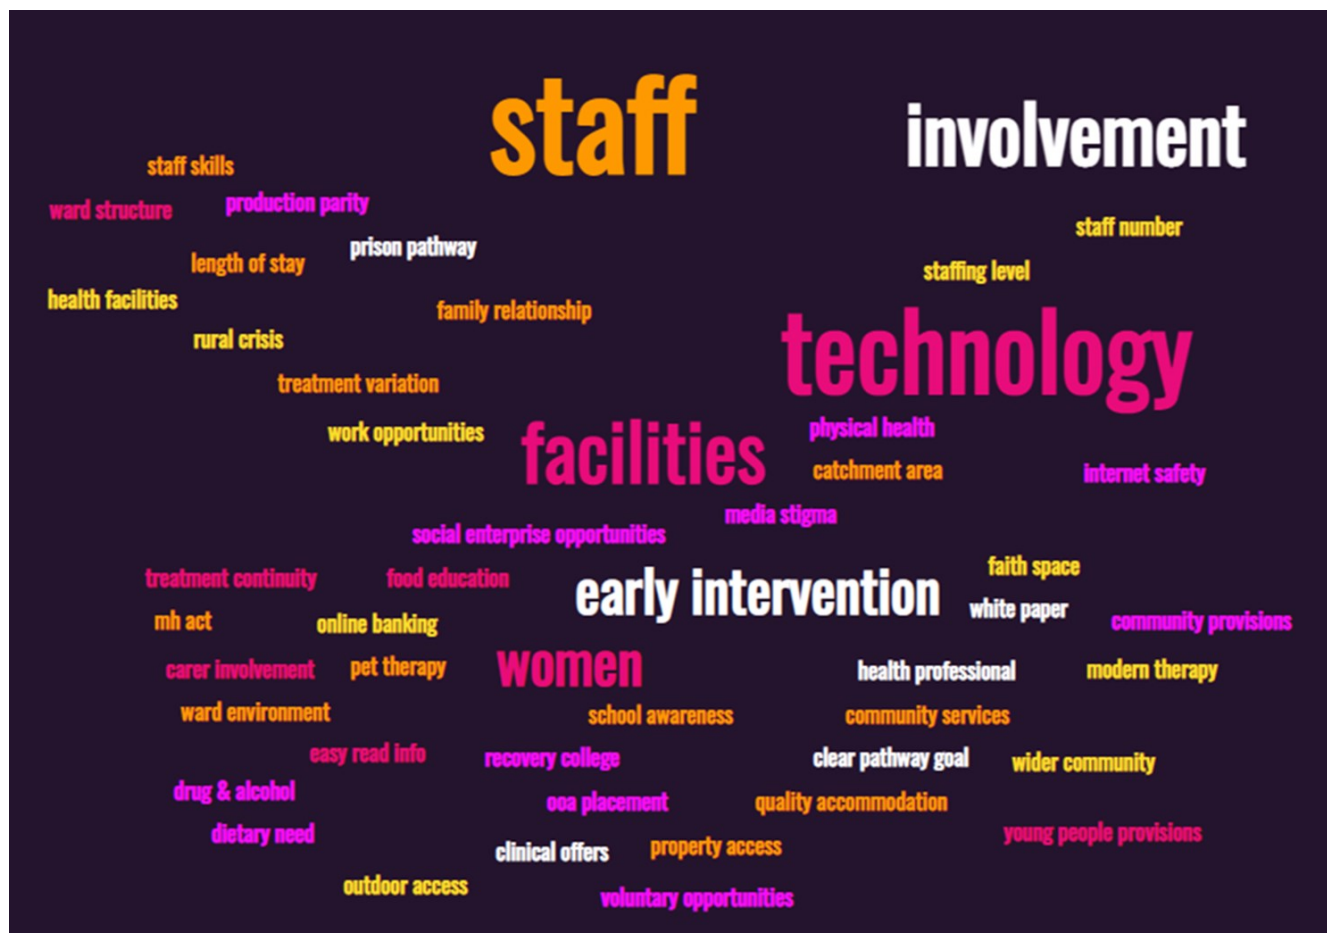 staff
involvement
staff skills
production parity
ward structure
staff number
prison pathway
length of stay
staffing level
health facilities
family relationship
rural crisis
technology
treatment variation
work opportunities
physical health
facilities
catchment area
internet safety
media stigma
social enterprise opportunities
faith space
treatment continuity
food education
early intervention
white paper
mh act
online banking
community provisions
carer involvement
pet therapy
women
health professional
modern therapy
ward environment
school awareness
community services
easy read info
recovery college
clear pathway goal
wider community
drug & alcohol
ooa placement
quality accommodation
dietary need
young people provisions
clinical offers
property access
outdoor access
voluntary opportunities